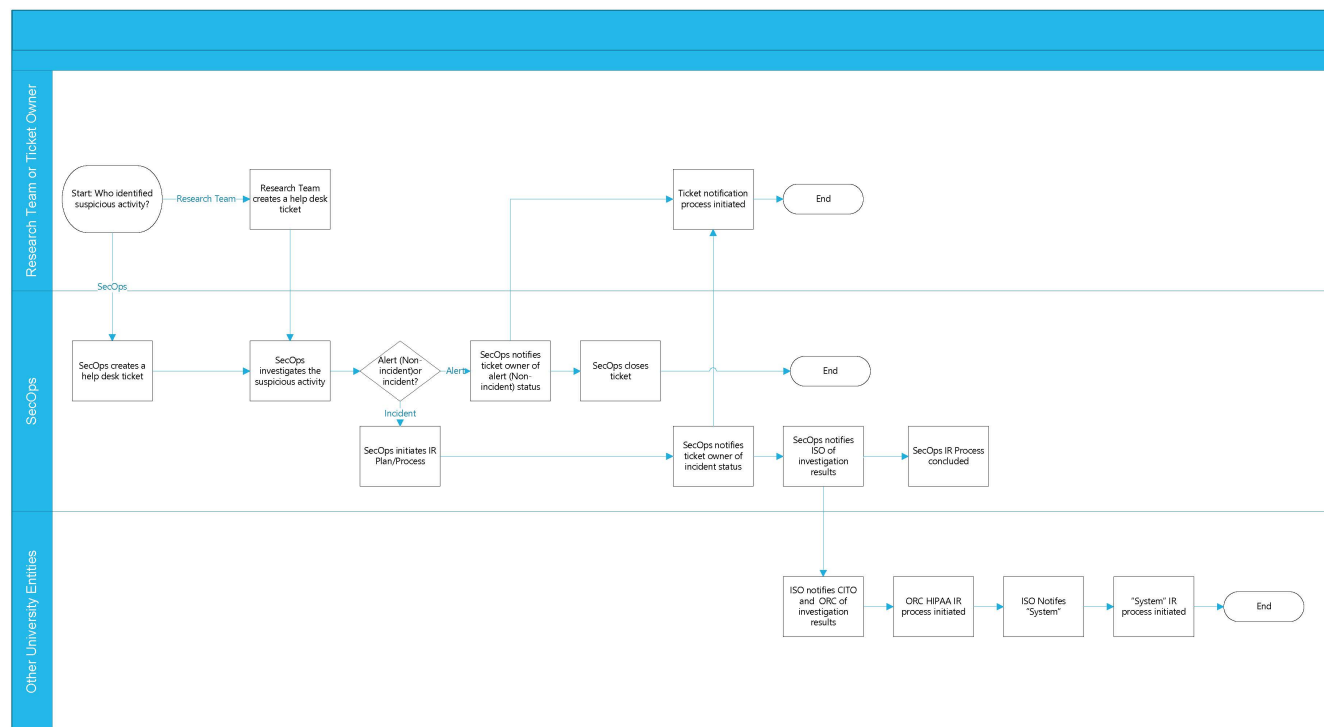 Research Team or Ticket Owner
Start: Who identified
suspicious activity?
Research Team
Research Team
creates a help desk
ticket
Ticket notification
process initiated
End
SecOps
SecOps
SecOps creates a
help desk ticket
SecOps
investigates the
suspicious activity
Alert (Non-
incident)or
incident?
Alert
SecOps notifies
ticket owner of
alert (Non-
incident) status
SecOps closes
ticket
End
Incident
SecOps initiates IR
Plan/Process
SecOps notifies
ticket owner of
incident status
SecOps notifies
ISO of
investigation
results
SecOps IR Process
concluded
Other University Entities
ISO notifies CITO
and ORC of
investigation
results
ORC HIPAA IR
process initiated
ISO Notifes
“System”
“System” IR
process initiated
End